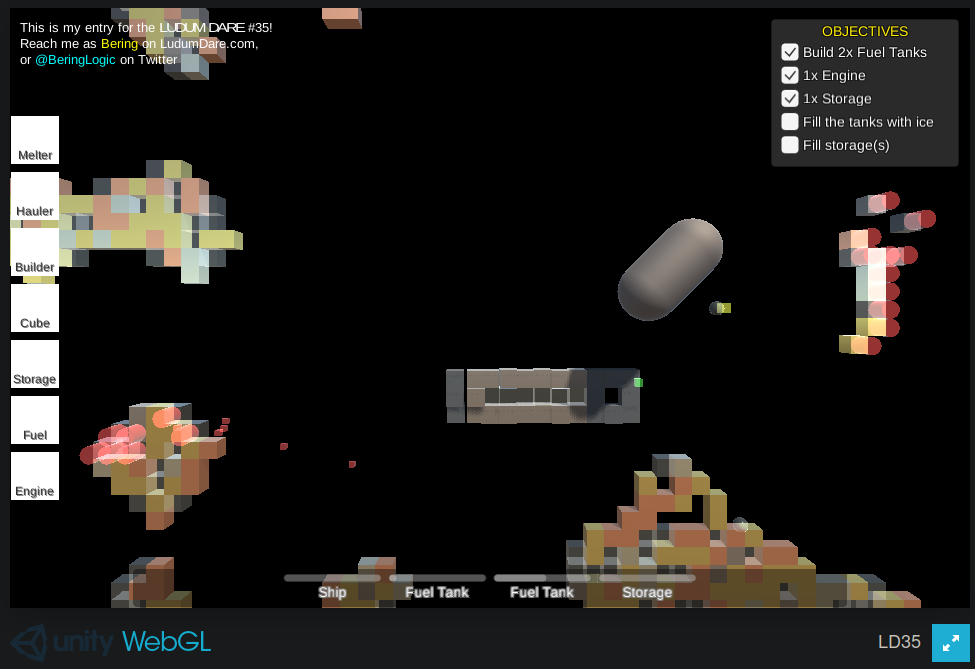 This is my entry for the LUDUM DARE #35!
Reach me as Bering on LudumDare.com,
or @BeringLogic on Twitter
OBJECTIVES
Build 2x Fuel Tanks
1x Engine
1x Storage
Fill the tanks with ice
Fill storage(s)
Melter
Hauler
Builder
Cube
Storage
Fuel
Engine
Ship
Fuel Tank
Fuel Tank
Storage
unity WebGL
LD35